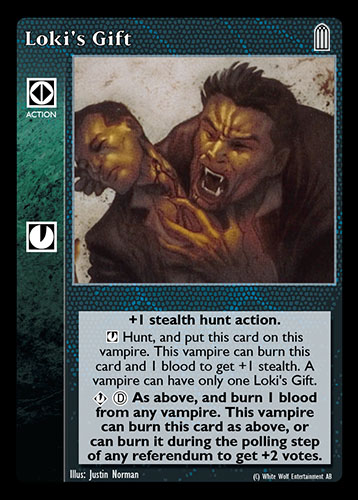 Loki's Gift
ACTION
+1 stealth hunt action.
Hunt, and put this card on this
vampire. This vampire can burn this
card and 1 blood to get +1 stealth. A
vampire can have only one Loki's Gift.
D As above, and burn 1 blood
from any vampire. This vampire
can burn this card as above, or
can burn it during the polling step
of any referendum to get +2 votes.
Illus: Justin Norman (C) White Wolf Entertainment AB